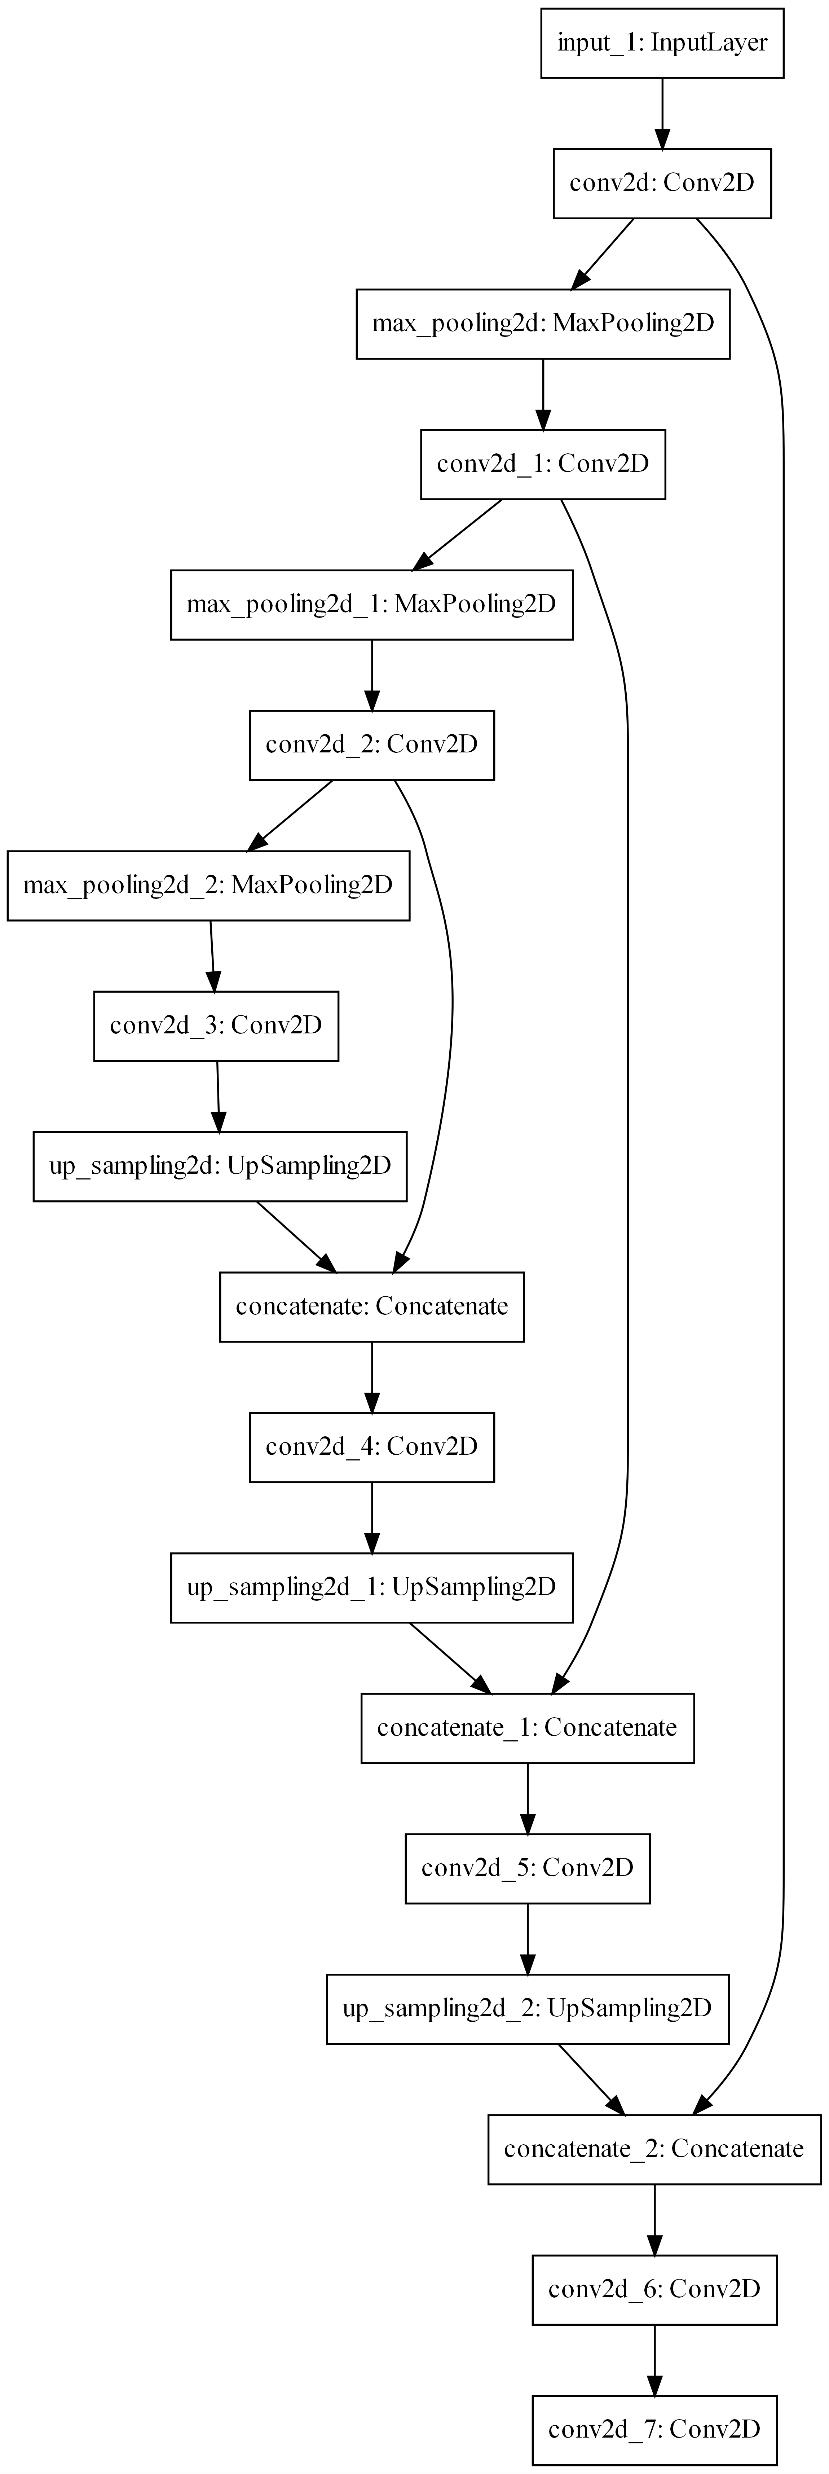 input_1: InputLayer
conv2d: Conv2D
max_pooling2d: MaxPooling2D
conv2d_1: Conv2D
max_pooling2d_1: MaxPooling2D
conv2d_2: Conv2D
max_pooling2d_2: MaxPooling2D
conv2d_3: Conv2D
up_sampling2d: UpSampling2D
concatenate: Concatenate
conv2d_4: Conv2D
up_sampling2d_1: UpSampling2D
concatenate_1: Concatenate
conv2d_5: Conv2D
up_sampling2d_2: UpSampling2D
concatenate_2: Concatenate
conv2d_6: Conv2D
conv2d_7: Conv2D